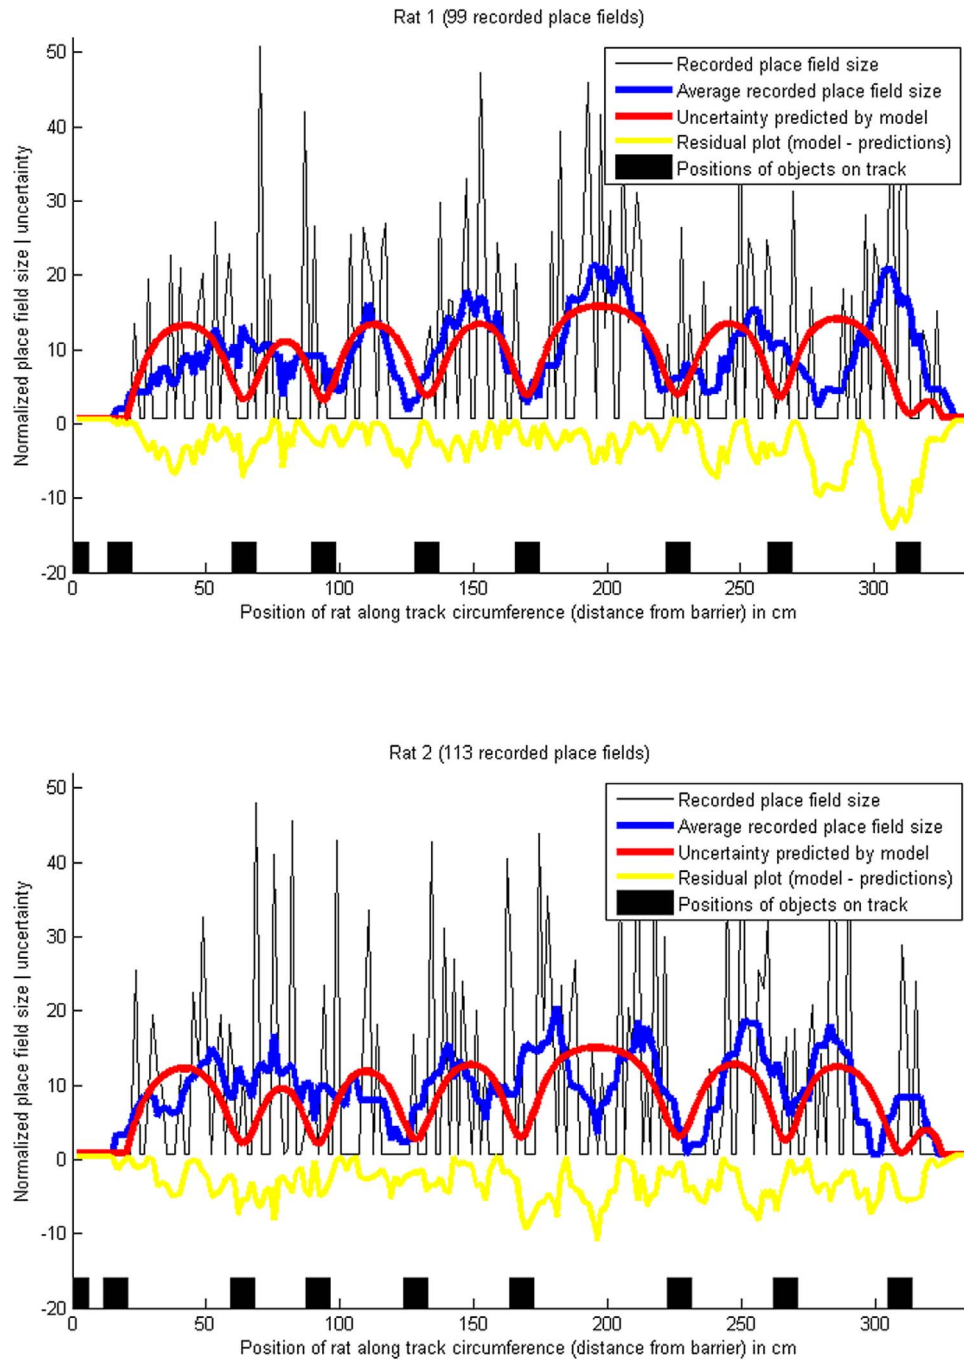 Rat 1 (99 recorded place fields)
50
40
30
20
10
0
-10
-20
Normalized place field size | uncertainty
Recorded place field size
Average recorded place field size
Uncertainty predicted by model
Residual plot (model - predictions)
Positions of objects on track
0 50 100 150 200 250 300
Position of rat along track circumference (distance from barrier) in cm
Rat 2 (113 recorded place fields)
50
40
30
20
10
0
-10
-20
Normalized place field size | uncertainty
Recorded place field size
Average recorded place field size
Uncertainty predicted by model
Residual plot (model - predictions)
Positions of objects on track
0 50 100 150 200 250 300
Position of rat along track circumference (distance from barrier) in cm